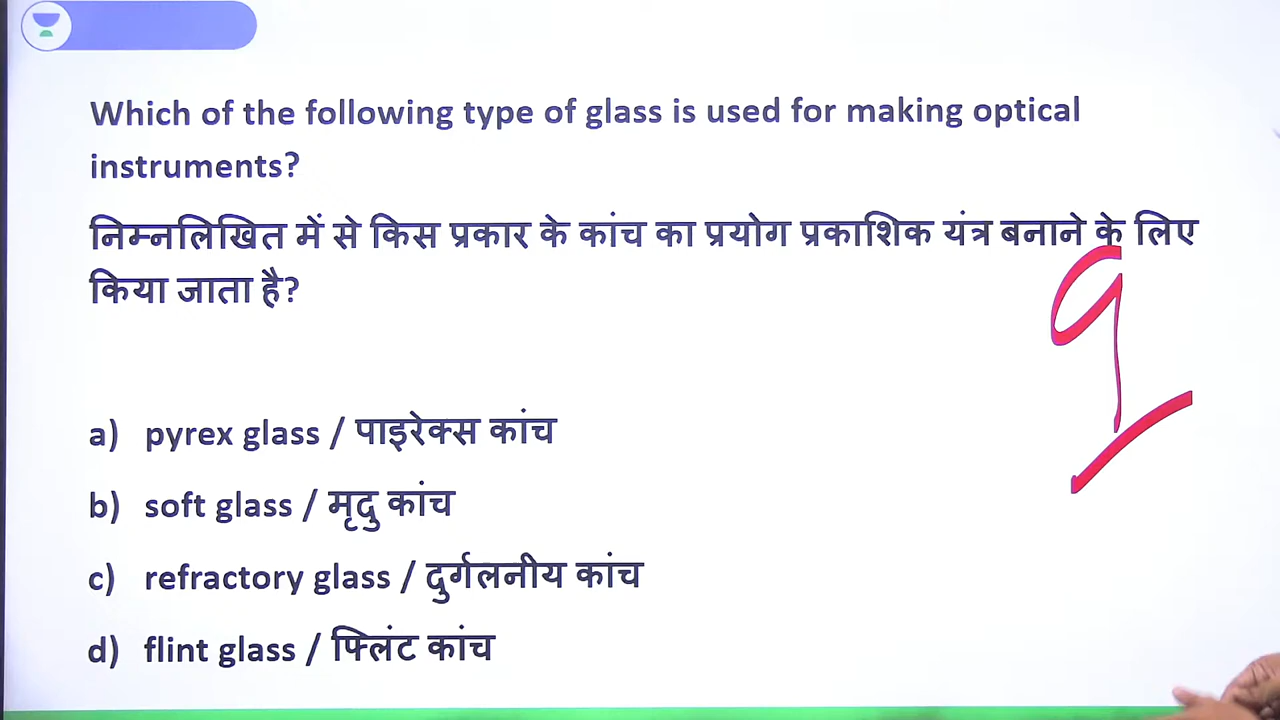 Which of the following type of glass is used for making optical
instruments?
निम्नलिखित में से किस प्रकार के कांच का प्रयोग प्रकाशिक यंत्र बनाने के लिए
किया जाता है?
9
a) pyrex glass / पाइरेक्स कांच
b) soft glass / मृदु कांच
c) refractory glass / दुर्गलनीय कांच
d) flint glass / फ्लिंट कांच